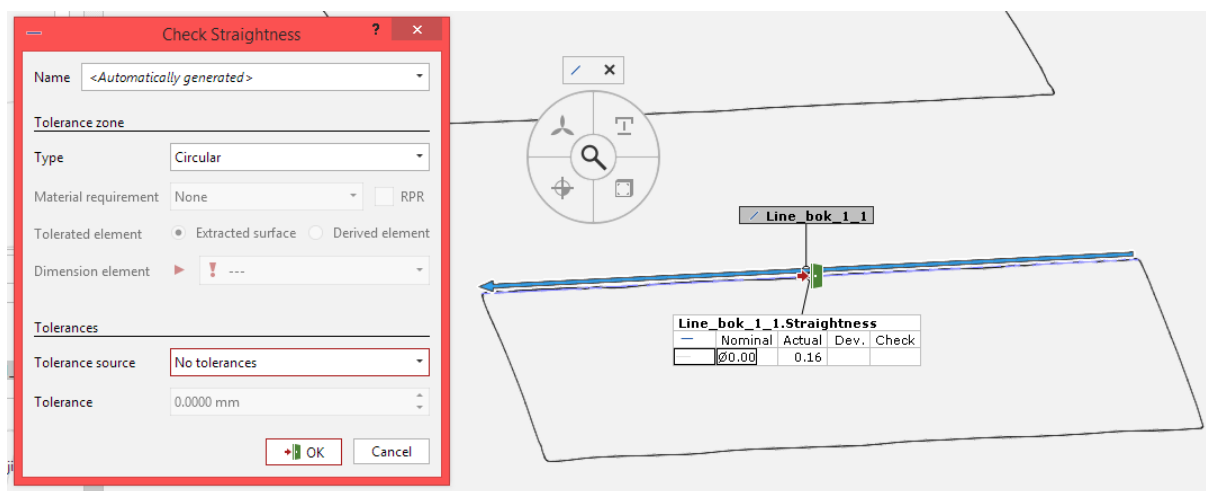 Check Straightness ? ×
Name <Automatically generated>
Tolerance zone
Type Circular
Material requirement None RPR
Tolerated element Extracted surface Derived element
Dimension element ---
Tolerances
Tolerance source No tolerances
Tolerance 0.0000 mm
OK Cancel
Line_bok_1_1
Line_bok_1_1.Straightness
Nominal Actual Dev. Check
Ø0.00 0.16